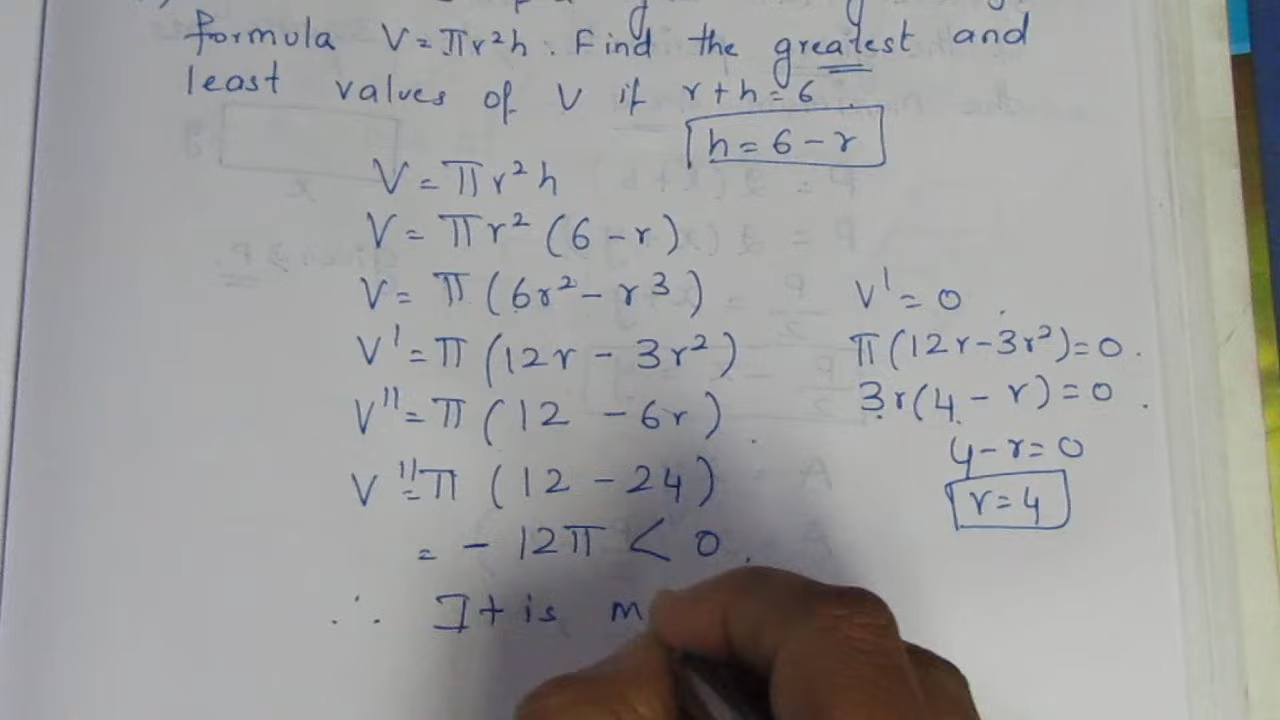 formula V = πr²h. Find the greatest and
least values of V if r + h = 6.
h = 6 - r
V = πr²h
V = πr² (6 - r)
V = π (6r² - r³)
V' = π (12r - 3r²)
V'' = π (12 - 6r).
V'' = π (12 - 24)
= - 12π < 0.
∴ It is m
V' = 0.
π(12r - 3r²) = 0.
3r(4 - r) = 0.
4 - r = 0
r = 4